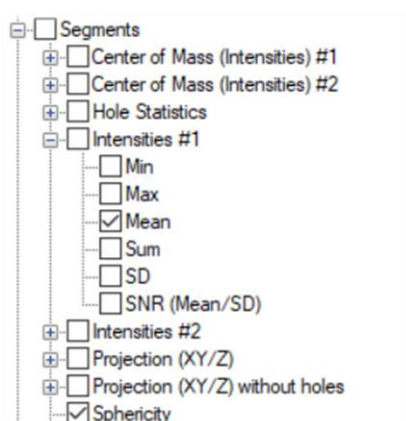 Segments
Center of Mass (Intensities) #1
Center of Mass (Intensities) #2
Hole Statistics
Intensities #1
Min
Max
Mean
Sum
SD
SNR (Mean/SD)
Intensities #2
Projection (XY/Z)
Projection (XY/Z) without holes
Sphericity